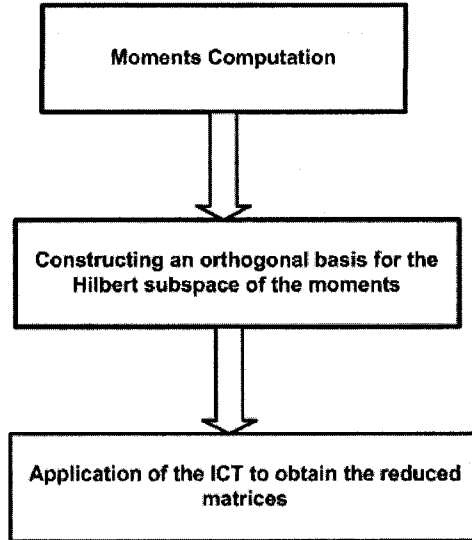 Moments Computation
Constructing an orthogonal basis for the
Hilbert subspace of the moments
Application of the ICT to obtain the reduced
matrices